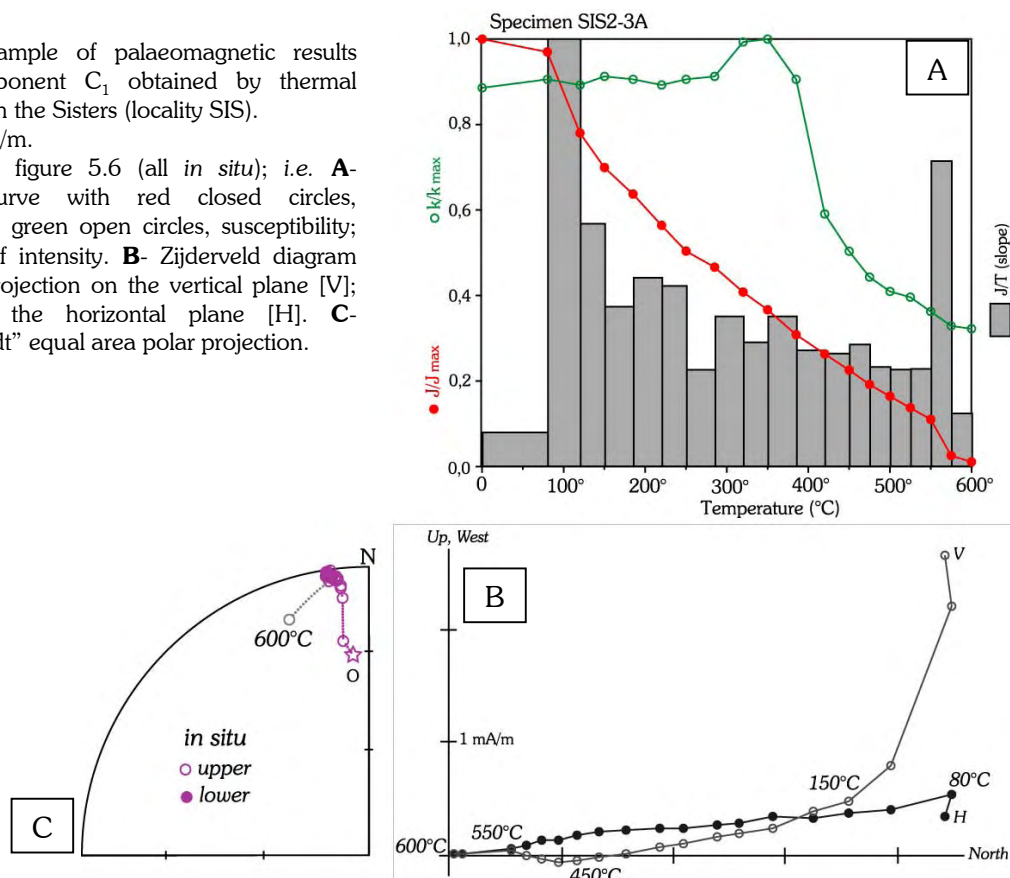 ample of palaeomagnetic results
ponent C1 obtained by thermal
n the Sisters (locality SIS).
/m.
figure 5.6 (all in situ); i.e. A-
urve with red closed circles,
green open circles, susceptibility;
f intensity. B- Zijderveld diagram
rojection on the vertical plane [V];
the horizontal plane [H]. C-
dt” equal area polar projection.
Specimen SIS2-3A
A
1,0
0,8
0,6
0,4
0,2
0,0
k/k max
J/J max
J/T (slope)
0 100° 200° 300° 400° 500° 600°
Temperature (°C)
N
600°C
O
in situ
upper
lower
C
Up, West
B
V
1 mA/m
150°C
80°C
H
600°C
550°C
450°C
North